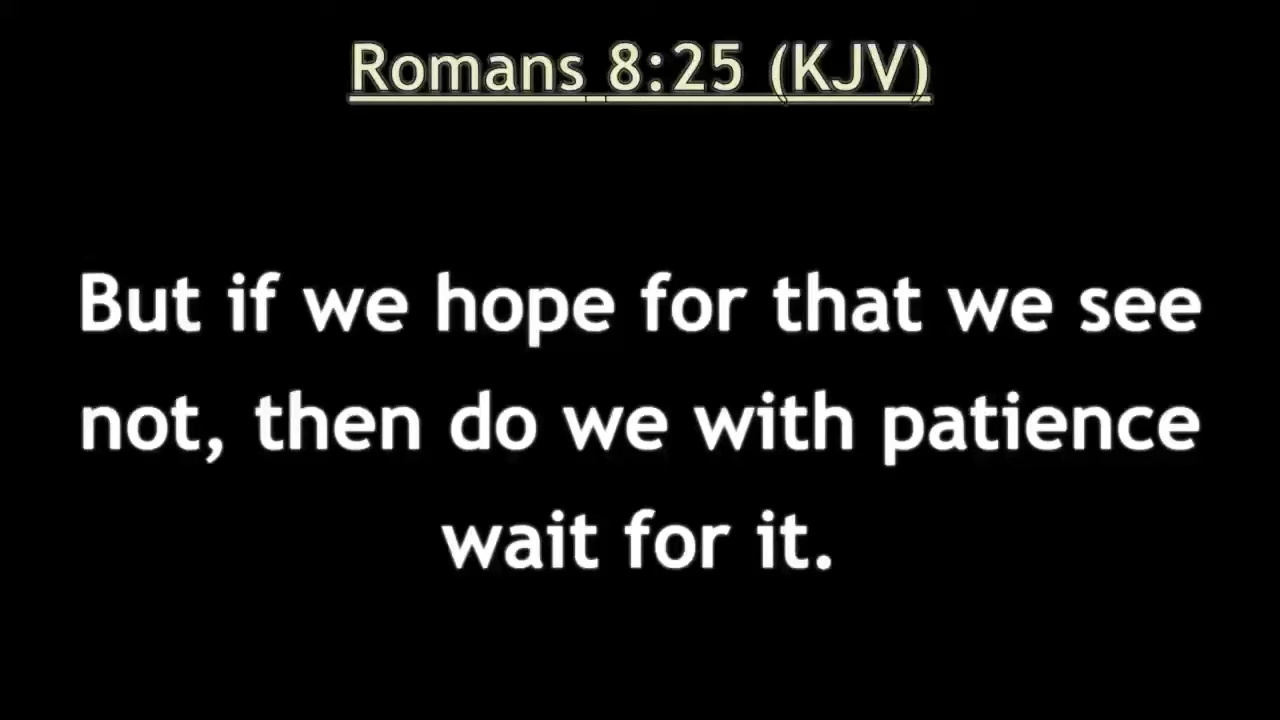 Romans 8:25 (KJV)
But if we hope for that we see
not, then do we with patience
wait for it.